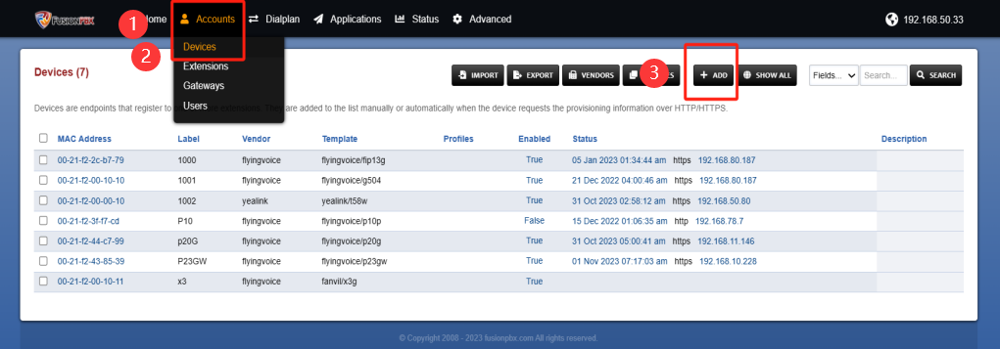 FUSIONPBX 1 ome Accounts Dialplan Applications Status Advanced 192.168.50.33
2 Devices
Extensions
Gateways
Users
Devices (7) IMPORT EXPORT VENDORS 3 ES ADD SHOW ALL Fields... Search... SEARCH
Devices are endpoints that register to are added to the list manually or automatically when the device requests the provisioning information over HTTP/HTTPS.
MAC Address Label Vendor Template Profiles Enabled Status Description
00-21-f2-2c-b7-79 1000 flyingvoice flyingvoice/fip13g True 05 Jan 2023 01:34:44 am https 192.168.80.187
00-21-f2-00-10-10 1001 flyingvoice flyingvoice/g504 True 21 Dec 2022 04:00:46 am https 192.168.80.187
00-21-f2-00-00-10 1002 yealink yealink/t58w True 31 Oct 2023 02:58:12 am https 192.168.50.80
00-21-f2-3f-f7-cd P10 flyingvoice flyingvoice/p10p False 15 Dec 2022 01:06:35 am http 192.168.78.7
00-21-f2-44-c7-99 p20G flyingvoice flyingvoice/p20g True 31 Oct 2023 05:00:41 am https 192.168.11.146
00-21-f2-43-85-39 P23GW flyingvoice flyingvoice/p23gw True 01 Nov 2023 07:17:03 am https 192.168.10.228
00-21-f2-00-10-11 x3 flyingvoice fanvil/x3g True
© Copyright 2008 - 2023 fusionpbx.com All rights reserved.